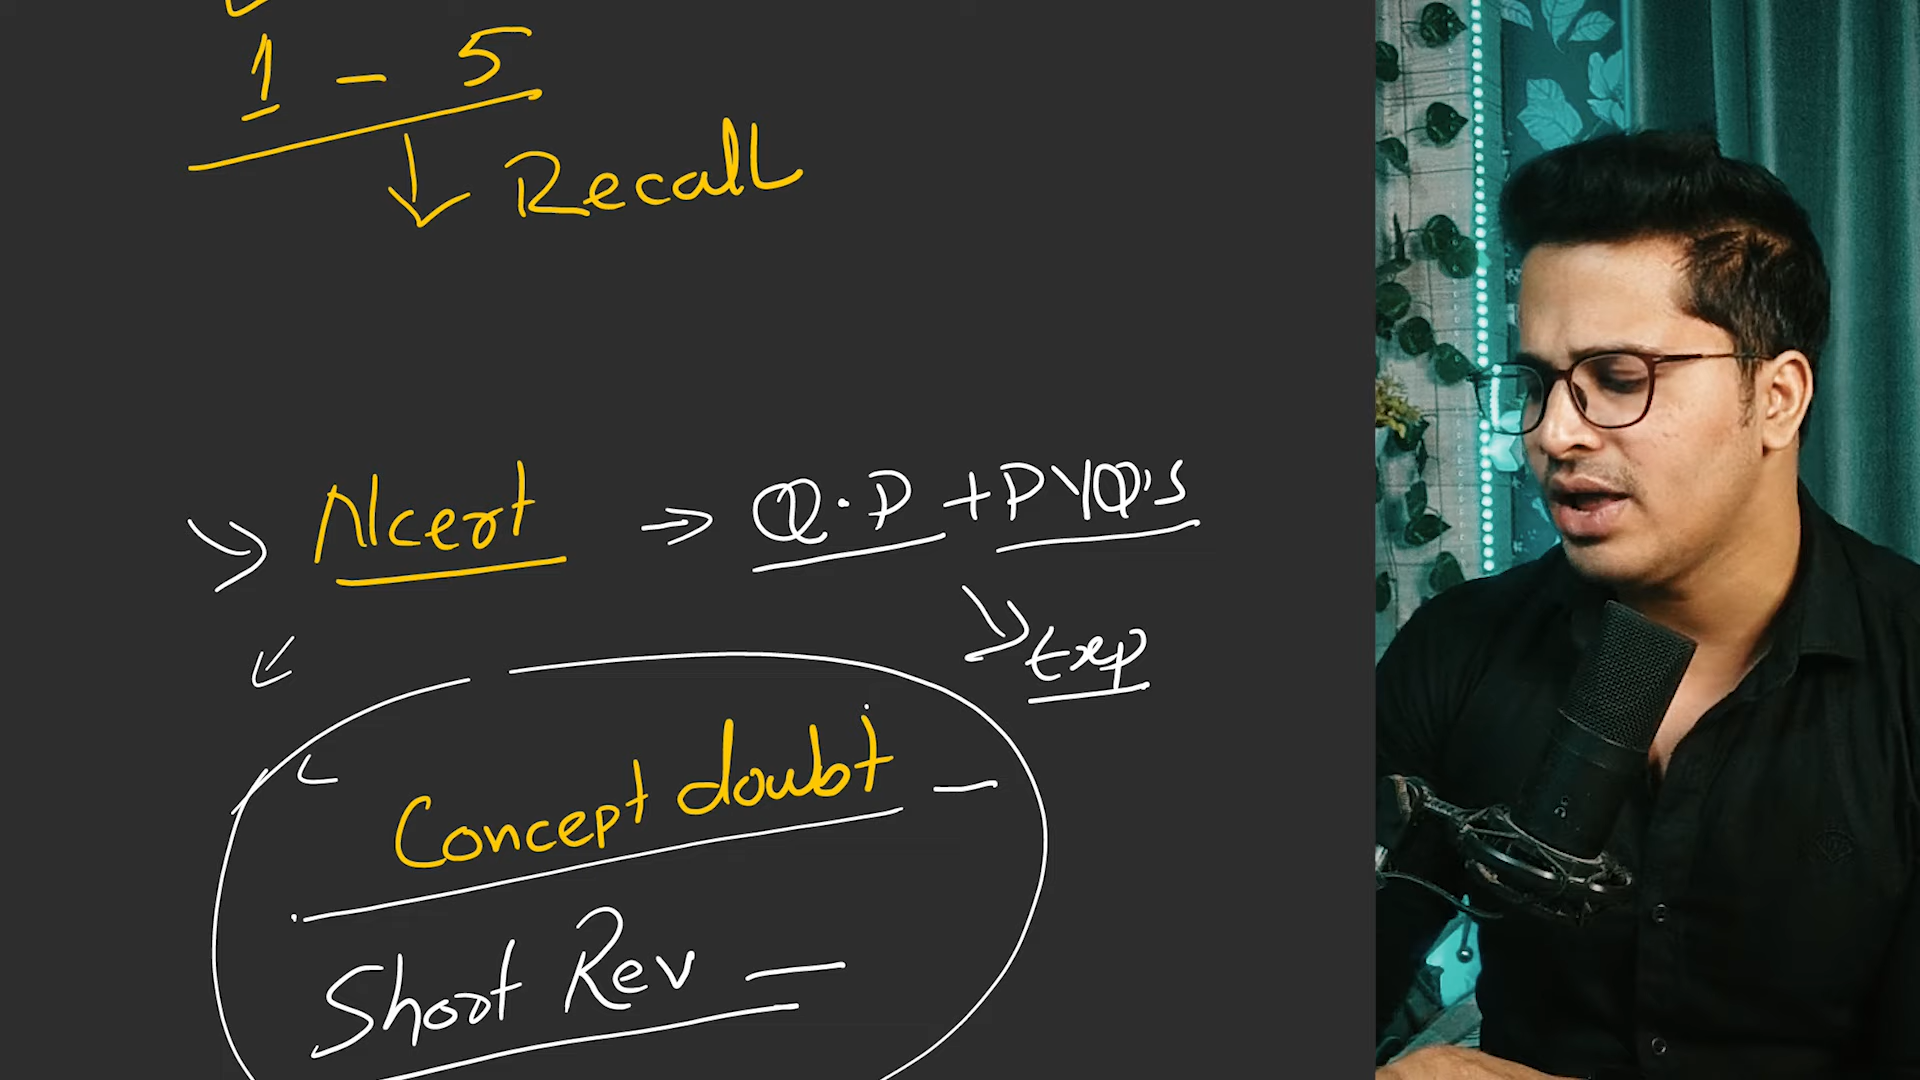 1 - 5
Recall
Ncert → Q.P + PYQ's
Exp
Concept doubt -
Short Rev -